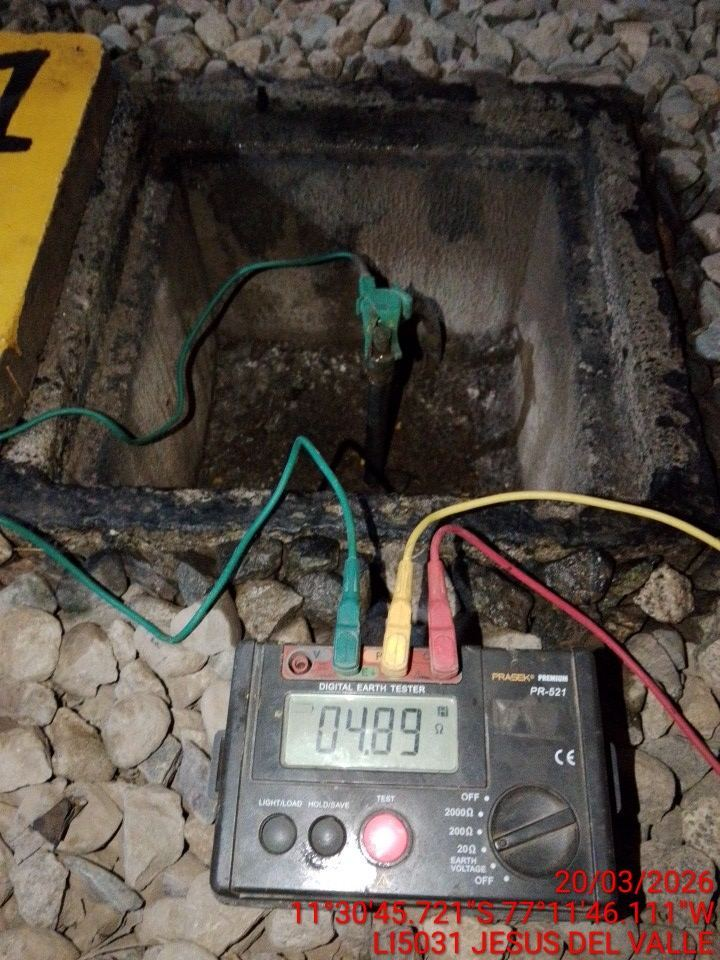 1
V
P
DIGITAL EARTH TESTER
PRASEK® PREMIUM
PR-521
04.89
H
Ω
CE
LIGHT/LOAD
HOLD/SAVE
TEST
OFF
2000Ω
200Ω
20Ω
EARTH
VOLTAGE
OFF
20/03/2026
11°30'45.721"S 77°11'46.111"W
LI5031 JESUS DEL VALLE